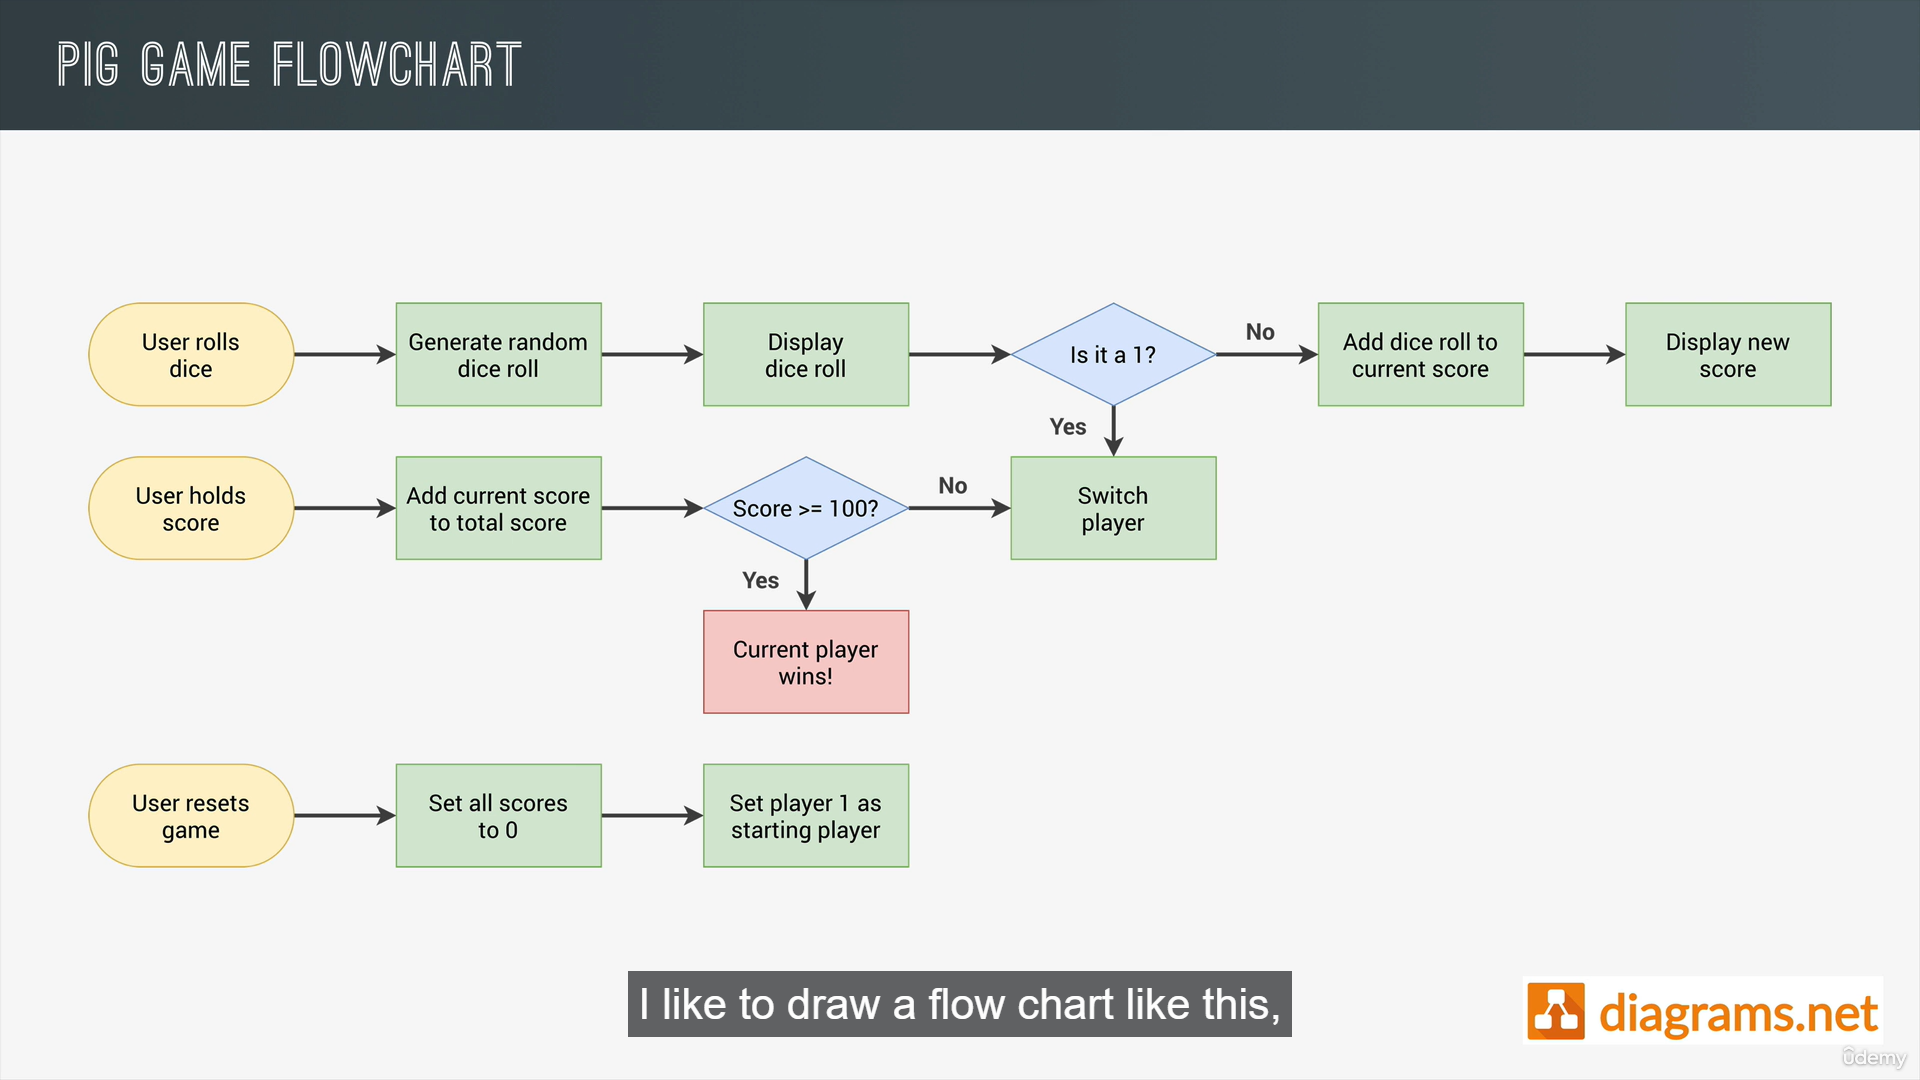 PIG GAME FLOWCHART
User rolls
dice
Generate random
dice roll
Display
dice roll
Is it a 1?
No
Add dice roll to
current score
Display new
score
Yes
User holds
score
Add current score
to total score
Score >= 100?
No
Switch
player
Yes
Current player
wins!
User resets
game
Set all scores
to 0
Set player 1 as
starting player
I like to draw a flow chart like this,
diagrams.net
ûdemy